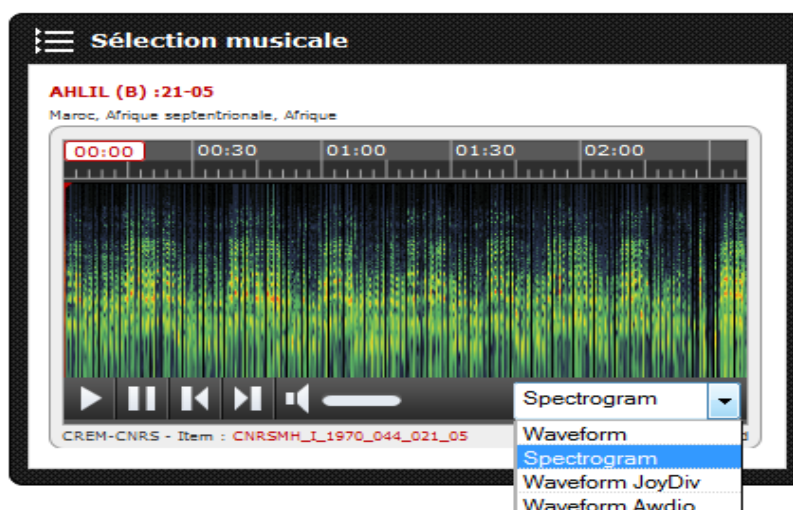 Sélection musicale
AHLIL (B) :21-05
Maroc, Afrique septentrionale, Afrique
00:00 00:30 01:00 01:30 02:00
Spectrogram
CREM-CNRS - Item : CNRSMH_I_1970_044_021_05
Waveform
Spectrogram
Waveform JoyDiv
Waveform Awdio